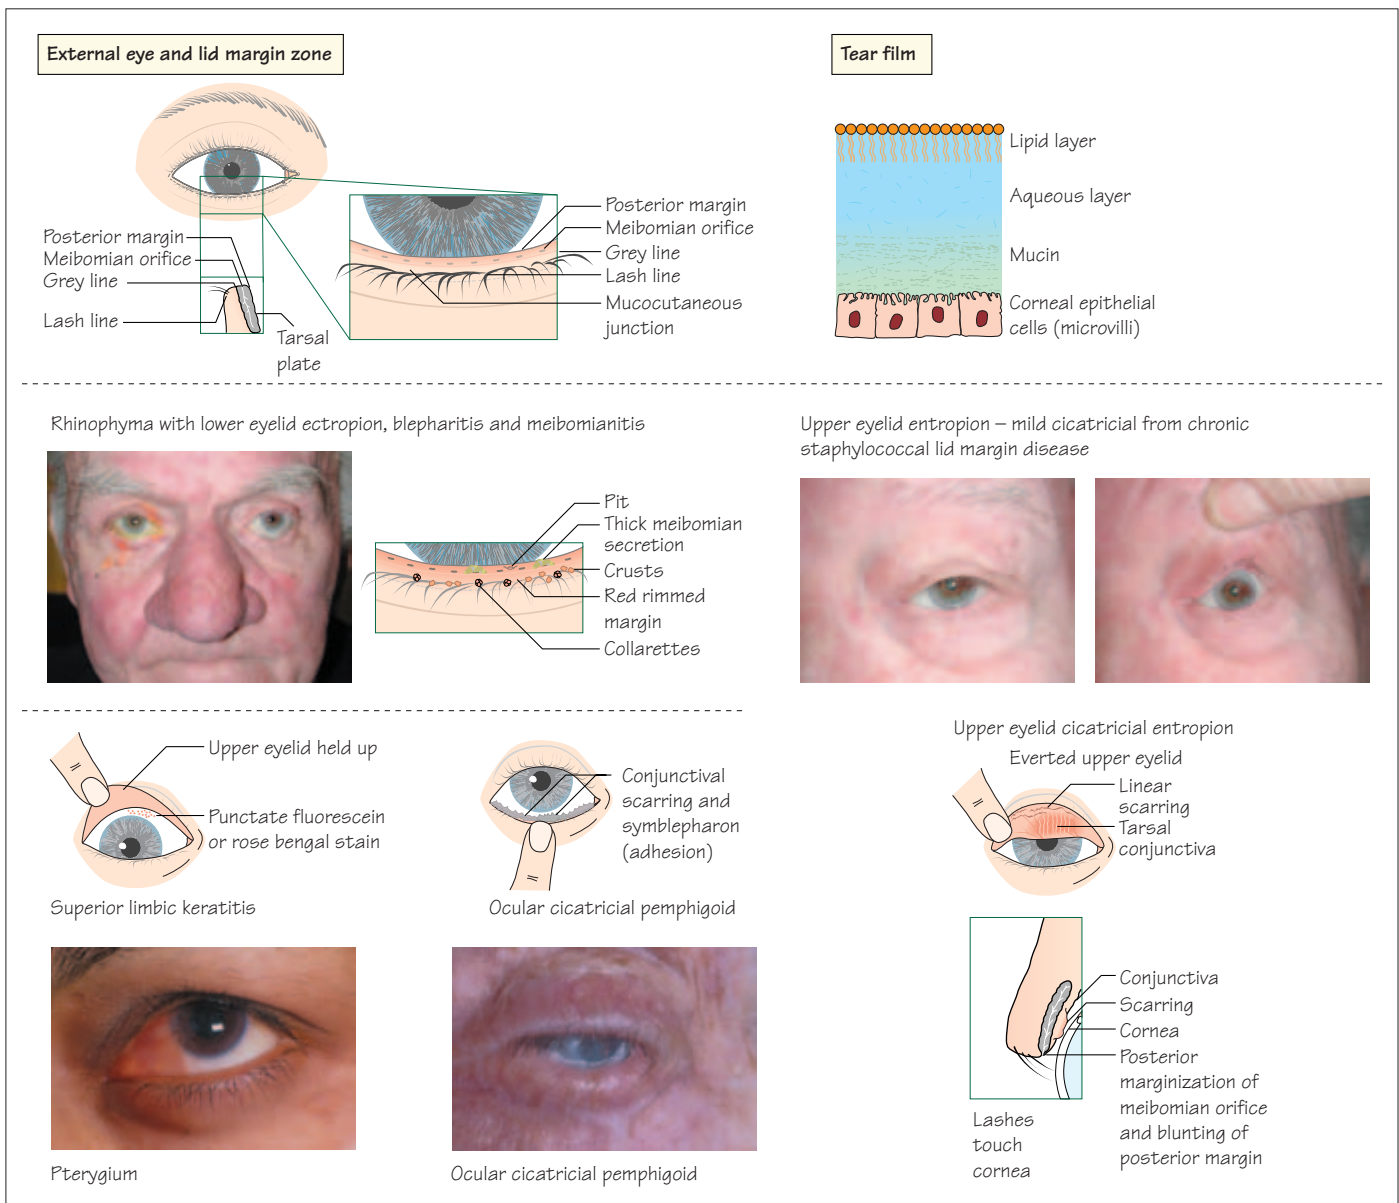 External eye and lid margin zone
Posterior margin
Meibomian orifice
Grey line
Lash line
Tarsal
plate
Posterior margin
Meibomian orifice
Grey line
Lash line
Mucocutaneous
junction
Tear film
Lipid layer
Aqueous layer
Mucin
Corneal epithelial
cells (microvilli)
Rhinophyma with lower eyelid ectropion, blepharitis and meibomianitis
Pit
Thick meibomian
secretion
Crusts
Red rimmed
margin
Collarettes
Upper eyelid entropion – mild cicatricial from chronic
staphylococcal lid margin disease
Upper eyelid held up
Punctate fluorescein
or rose bengal stain
Superior limbic keratitis
Conjunctival
scarring and
symblepharon
(adhesion)
Ocular cicatricial pemphigoid
Upper eyelid cicatricial entropion
Everted upper eyelid
Linear
scarring
Tarsal
conjunctiva
Conjunctiva
Scarring
Cornea
Posterior
marginization of
meibomian orifice
and blunting of
posterior margin
Lashes
touch
cornea
Pterygium
Ocular cicatricial pemphigoid